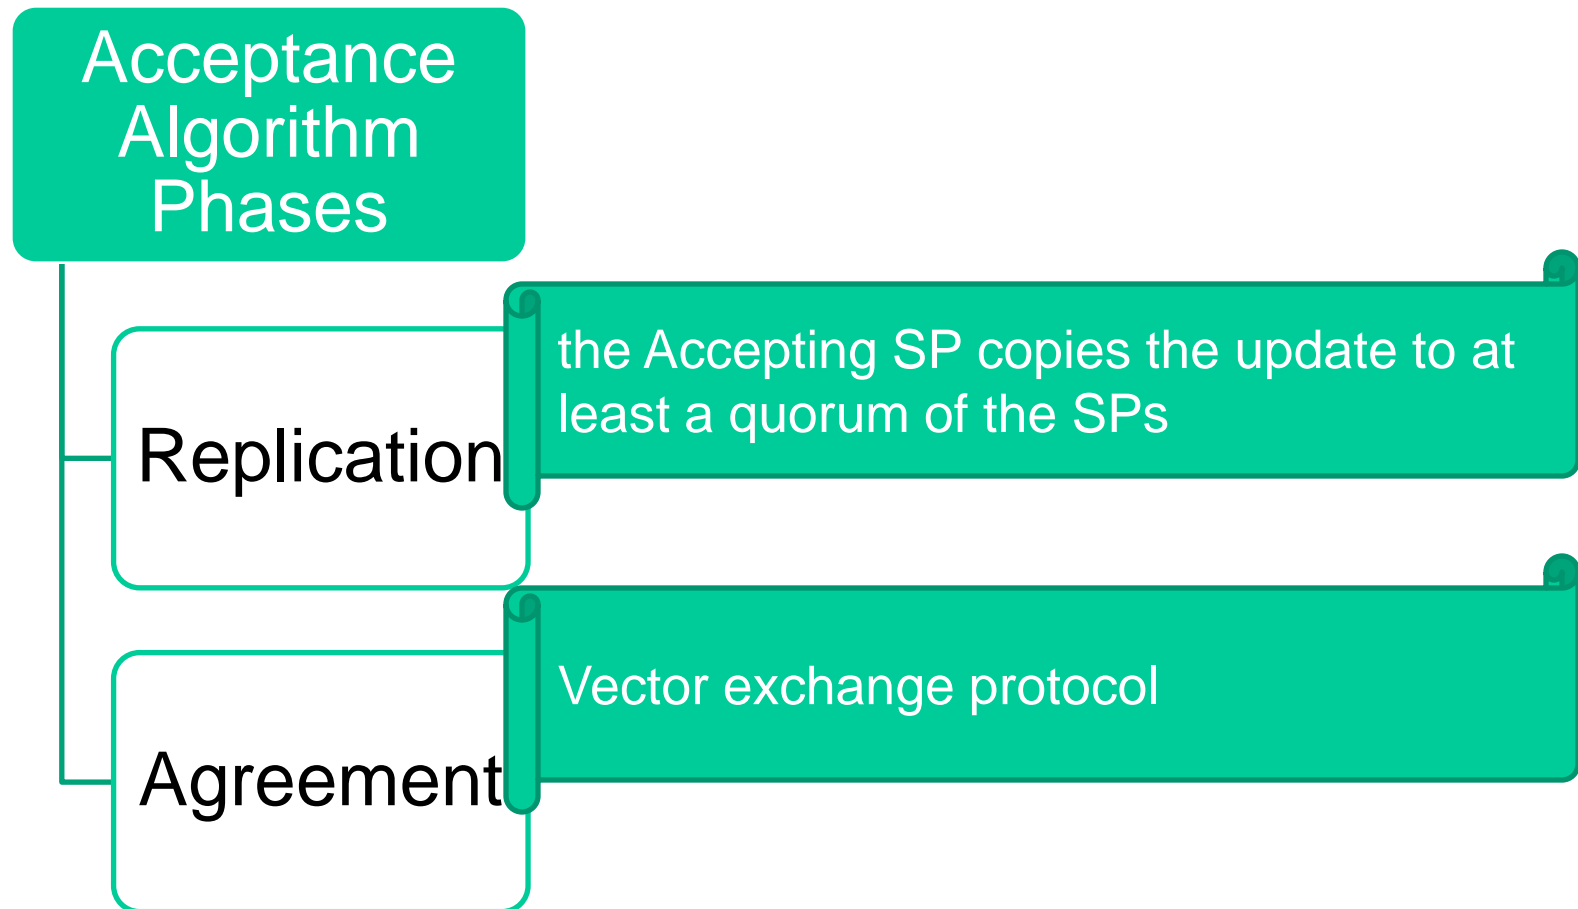 Acceptance
Algorithm
Phases
Replication
the Accepting SP copies the update to at
least a quorum of the SPs
Agreement
Vector exchange protocol